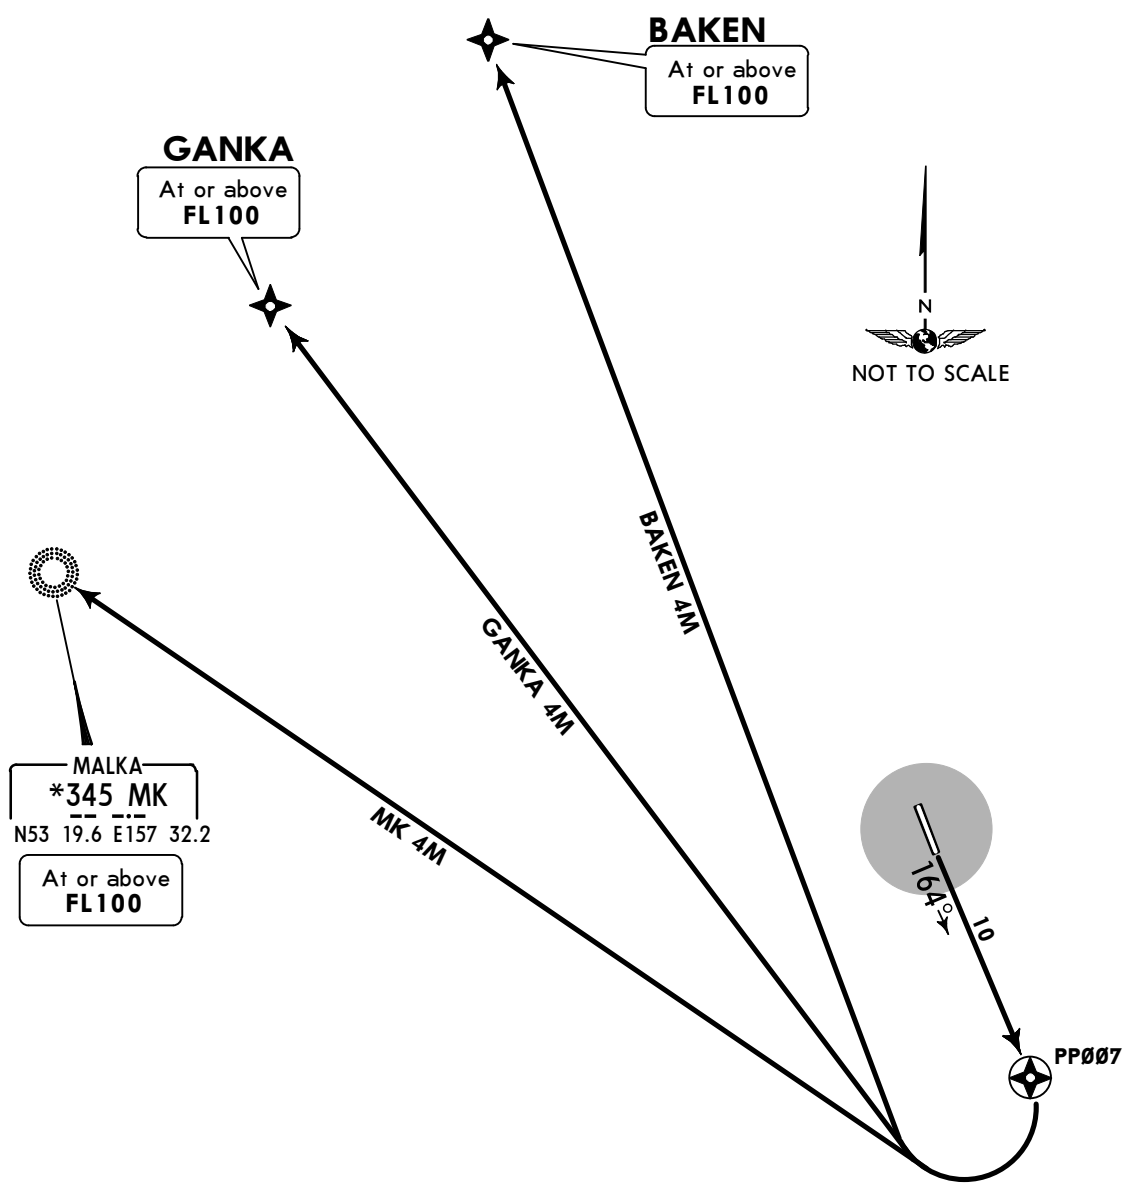 BAKEN
At or above
FL100
GANKA
At or above
FL100
N
NOT TO SCALE
BAKEN 4M
GANKA 4M
MALKA
*345 MK
N53 19.6 E157 32.2
At or above
FL100
MK 4M
164°
10
PPØØ7